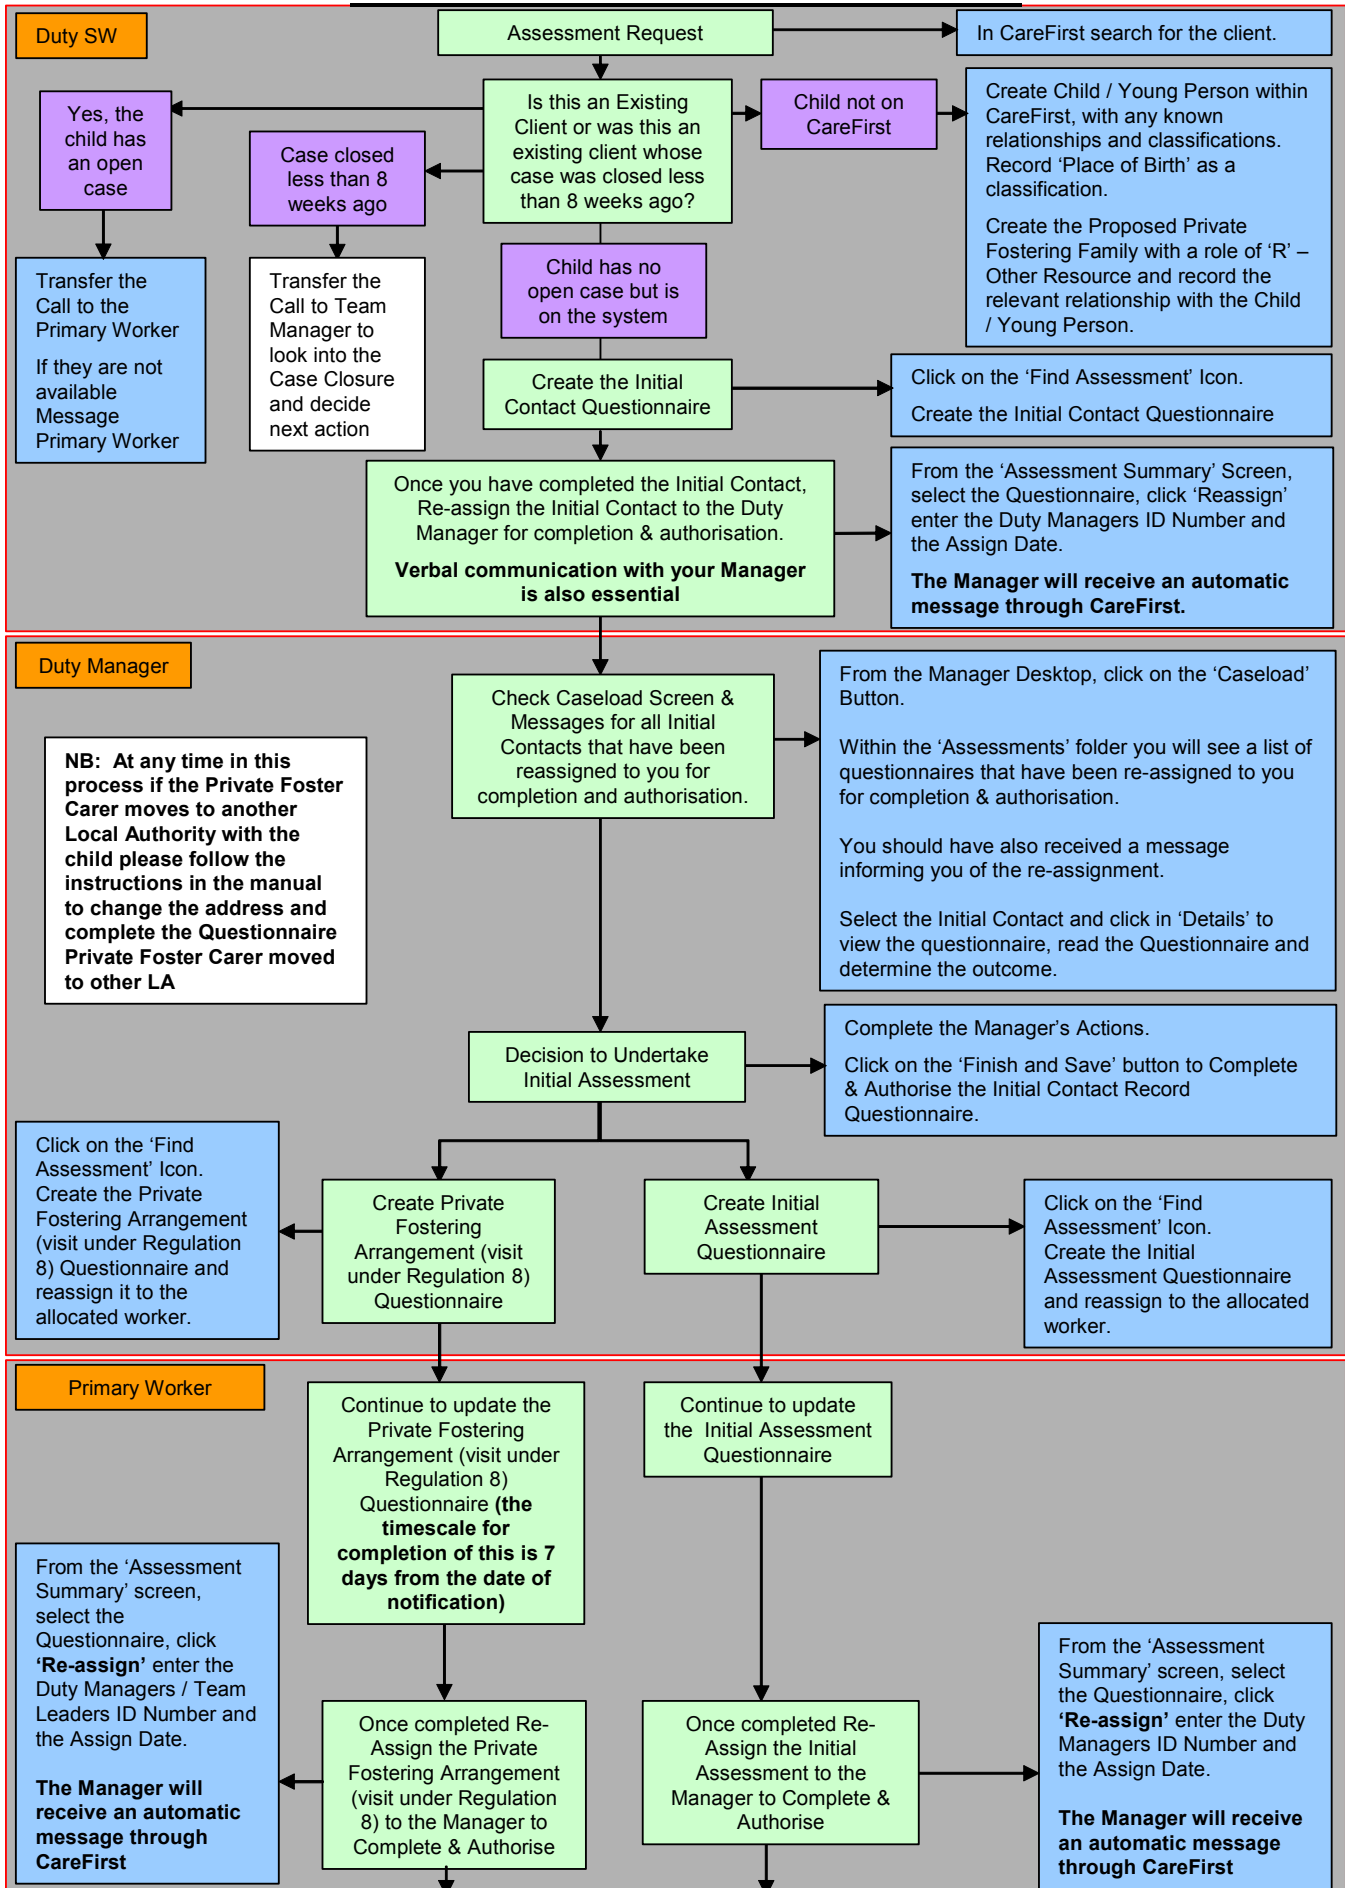 Duty SW
Assessment Request
In CareFirst search for the client.
Yes, the
child has
an open
case
Case closed
less than 8
weeks ago
Is this an Existing
Client or was this an
existing client whose
case was closed less
than 8 weeks ago?
Child not on
CareFirst
Create Child / Young Person within
CareFirst, with any known
relationships and classifications.
Record ‘Place of Birth’ as a
classification.
Create the Proposed Private
Fostering Family with a role of ‘R’ –
Other Resource and record the
relevant relationship with the Child
/ Young Person.
Transfer the
Call to the
Primary Worker
If they are not
available
Message
Primary Worker
Transfer the
Call to Team
Manager to
look into the
Case Closure
and decide
next action
Child has no
open case but is
on the system
Create the Initial
Contact Questionnaire
Click on the ‘Find Assessment’ Icon.
Create the Initial Contact Questionnaire
Once you have completed the Initial Contact,
Re-assign the Initial Contact to the Duty
Manager for completion & authorisation.
Verbal communication with your Manager
is also essential
From the ‘Assessment Summary’ Screen,
select the Questionnaire, click ‘Reassign’
enter the Duty Managers ID Number and
the Assign Date.
The Manager will receive an automatic
message through CareFirst.
Duty Manager
NB:  At any time in this
process if the Private Foster
Carer moves to another
Local Authority with the
child please follow the
instructions in the manual
to change the address and
complete the Questionnaire
Private Foster Carer moved
to other LA
Check Caseload Screen &
Messages for all Initial
Contacts that have been
reassigned to you for
completion and authorisation.
From the Manager Desktop, click on the ‘Caseload’
Button.
Within the ‘Assessments’ folder you will see a list of
questionnaires that have been re-assigned to you
for completion & authorisation.
You should have also received a message
informing you of the re-assignment.
Select the Initial Contact and click in ‘Details’ to
view the questionnaire, read the Questionnaire and
determine the outcome.
Decision to Undertake
Initial Assessment
Complete the Manager’s Actions.
Click on the ‘Finish and Save’ button to Complete
& Authorise the Initial Contact Record
Questionnaire.
Click on the ‘Find
Assessment’ Icon.
Create the Private
Fostering Arrangement
(visit under Regulation
8) Questionnaire and
reassign it to the
allocated worker.
Create Private
Fostering
Arrangement (visit
under Regulation 8)
Questionnaire
Create Initial
Assessment
Questionnaire
Click on the ‘Find
Assessment’ Icon.
Create the Initial
Assessment Questionnaire
and reassign to the allocated
worker.
Primary Worker
Continue to update the
Private Fostering
Arrangement (visit under
Regulation 8)
Questionnaire (the
timescale for
completion of this is 7
days from the date of
notification)
Continue to update
the  Initial Assessment
Questionnaire
From the ‘Assessment
Summary’ screen,
select the
Questionnaire, click
‘Re-assign’ enter the
Duty Managers / Team
Leaders ID Number and
the Assign Date.
The Manager will
receive an automatic
message through
CareFirst
Once completed Re-
Assign the Private
Fostering Arrangement
(visit under Regulation
8) to the Manager to
Complete & Authorise
Once completed Re-
Assign the Initial
Assessment to the
Manager to Complete &
Authorise
From the ‘Assessment
Summary’ screen, select
the Questionnaire, click
‘Re-assign’ enter the Duty
Managers ID Number and
the Assign Date.
The Manager will receive
an automatic message
through CareFirst